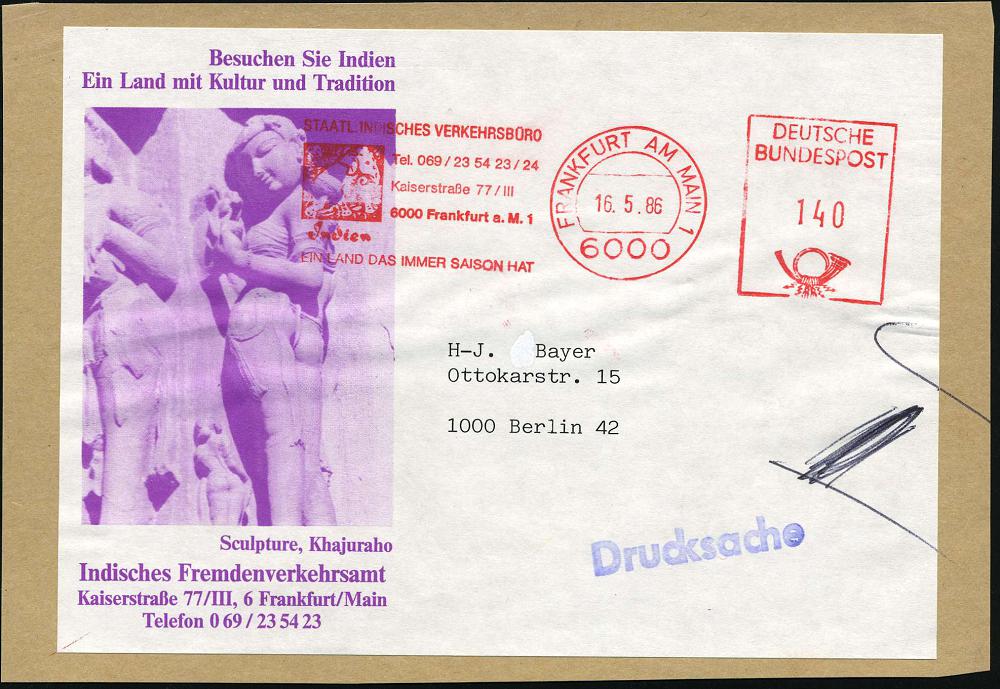 Besuchen Sie Indien
Ein Land mit Kultur und Tradition
STAATL. INDISCHES VERKEHRSBÜRO
Tel. 069/23 54 23/24
Kaiserstraße 77/III
6000 Frankfurt a. M. 1
Indien
EIN LAND DAS IMMER SAISON HAT
FRANKFURT AM MAIN 1
16. 5. 86
6000
DEUTSCHE
BUNDESPOST
140
H-J. Bayer
Ottokarstr. 15
1000 Berlin 42
Drucksache
Sculpture, Khajuraho
Indisches Fremdenverkehrsamt
Kaiserstraße 77/III, 6 Frankfurt/Main
Telefon 0 69 / 23 54 23